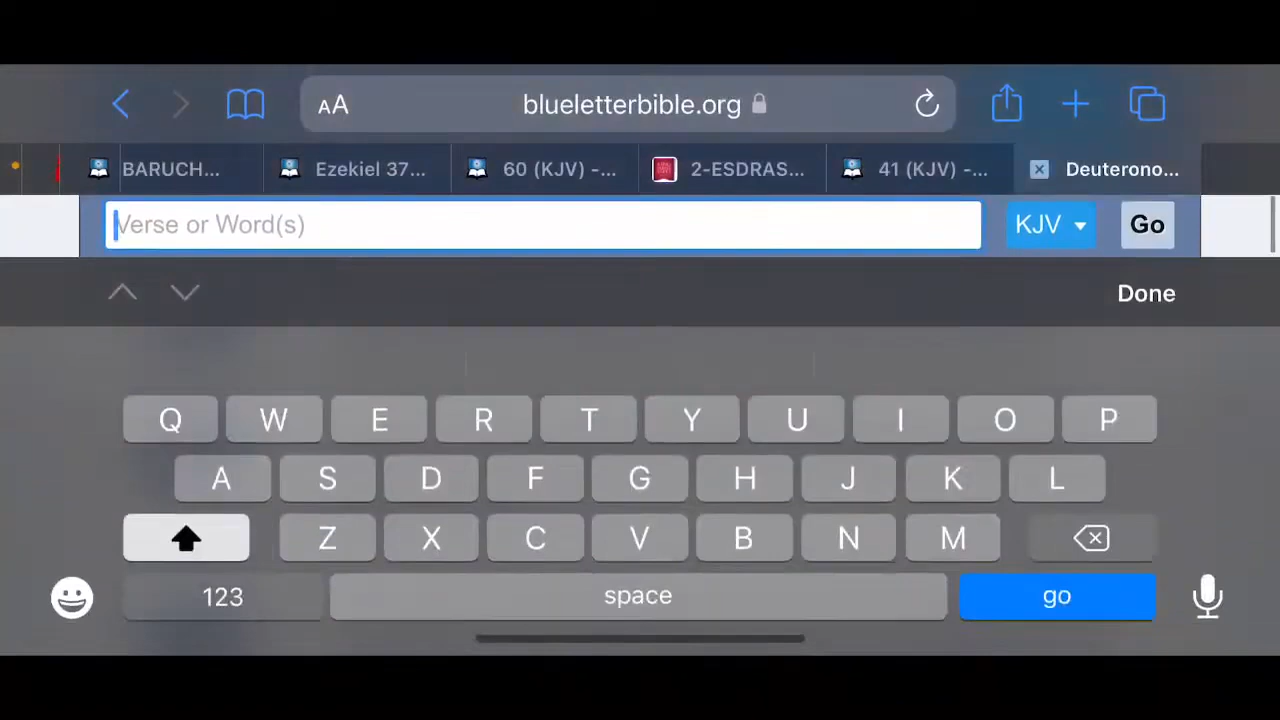 AA blueletterbible.org
BARUCH... Ezekiel 37... 60 (KJV) -... 2-ESDRAS... 41 (KJV) -... Deuterono...
Verse or Word(s) KJV Go
Done
Q W E R T Y U I O P
A S D F G H J K L
Z X C V B N M
123 space go